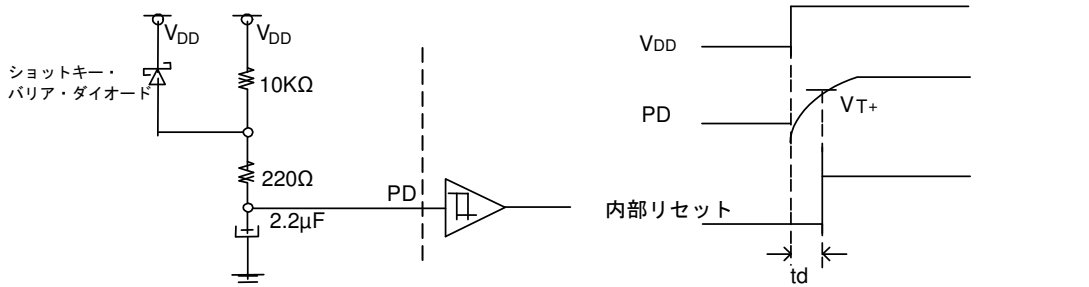 VDD
VDD
ショットキー・
バリア・ダイオード
10KΩ
220Ω
PD
2.2µF
VDD
PD
VT+
内部リセット
td